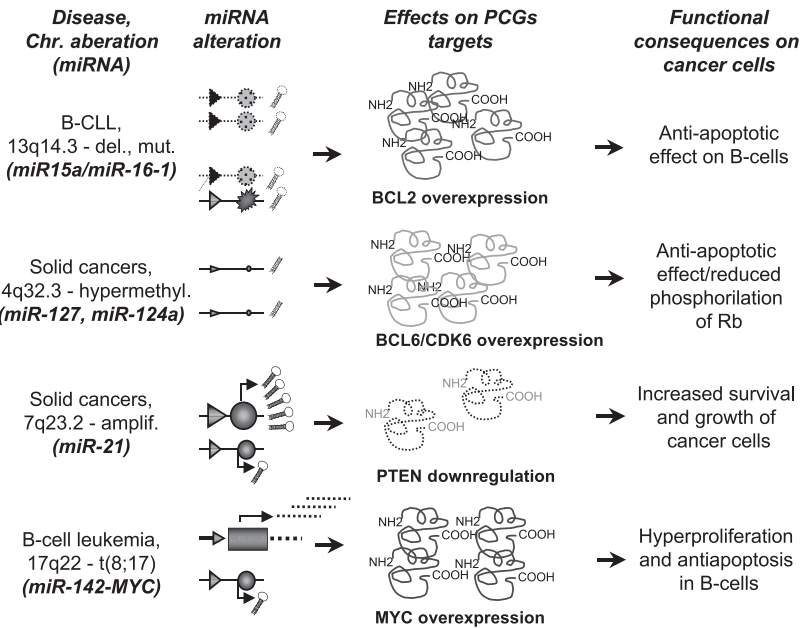 Disease,
Chr. aberation
(miRNA)
miRNA
alteration
Effects on PCGs
targets
Functional
consequences on
cancer cells
B-CLL,
13q14.3 - del., mut.
(miR15a/miR-16-1)
NH2
COOH
NH2
COOH
NH2
COOH
NH2
COOH
BCL2 overexpression
Anti-apoptotic
effect on B-cells
Solid cancers,
4q32.3 - hypermethyl.
(miR-127, miR-124a)
NH2
COOH
NH2
COOH
NH2
COOH
NH2
COOH
BCL6/CDK6 overexpression
Anti-apoptotic
effect/reduced
phosphorilation
of Rb
Solid cancers,
7q23.2 - amplif.
(miR-21)
NH2
COOH
NH2
COOH
PTEN downregulation
Increased survival
and growth of
cancer cells
B-cell leukemia,
17q22 - t(8;17)
(miR-142-MYC)
NH2
COOH
NH2
COOH
NH2
COOH
NH2
COOH
MYC overexpression
Hyperproliferation
and antiapoptosis
in B-cells